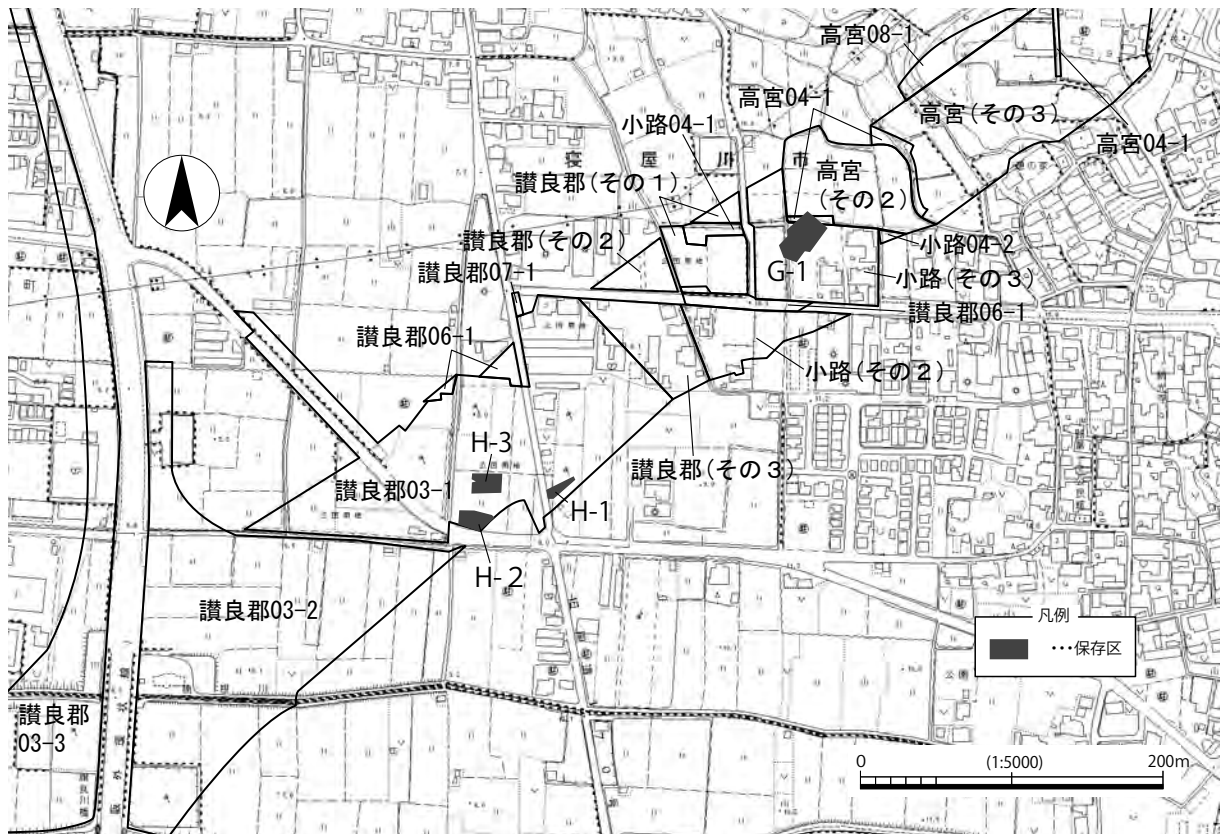 高宮08-1
高宮04-1
高宮(その3)
小路04-1
高宮04-1
寝屋川市
讃良郡(その1)
高宮
(その2)
讃良郡(その2)
小路04-2
讃良郡07-1
G-1
小路(その3)
讃良郡06-1
讃良郡06-1
小路(その2)
H-3
讃良郡(その3)
讃良郡03-1
H-1
H-2
讃良郡03-2
凡例
…保存区
讃良郡
03-3
0
(1:5000)
200m